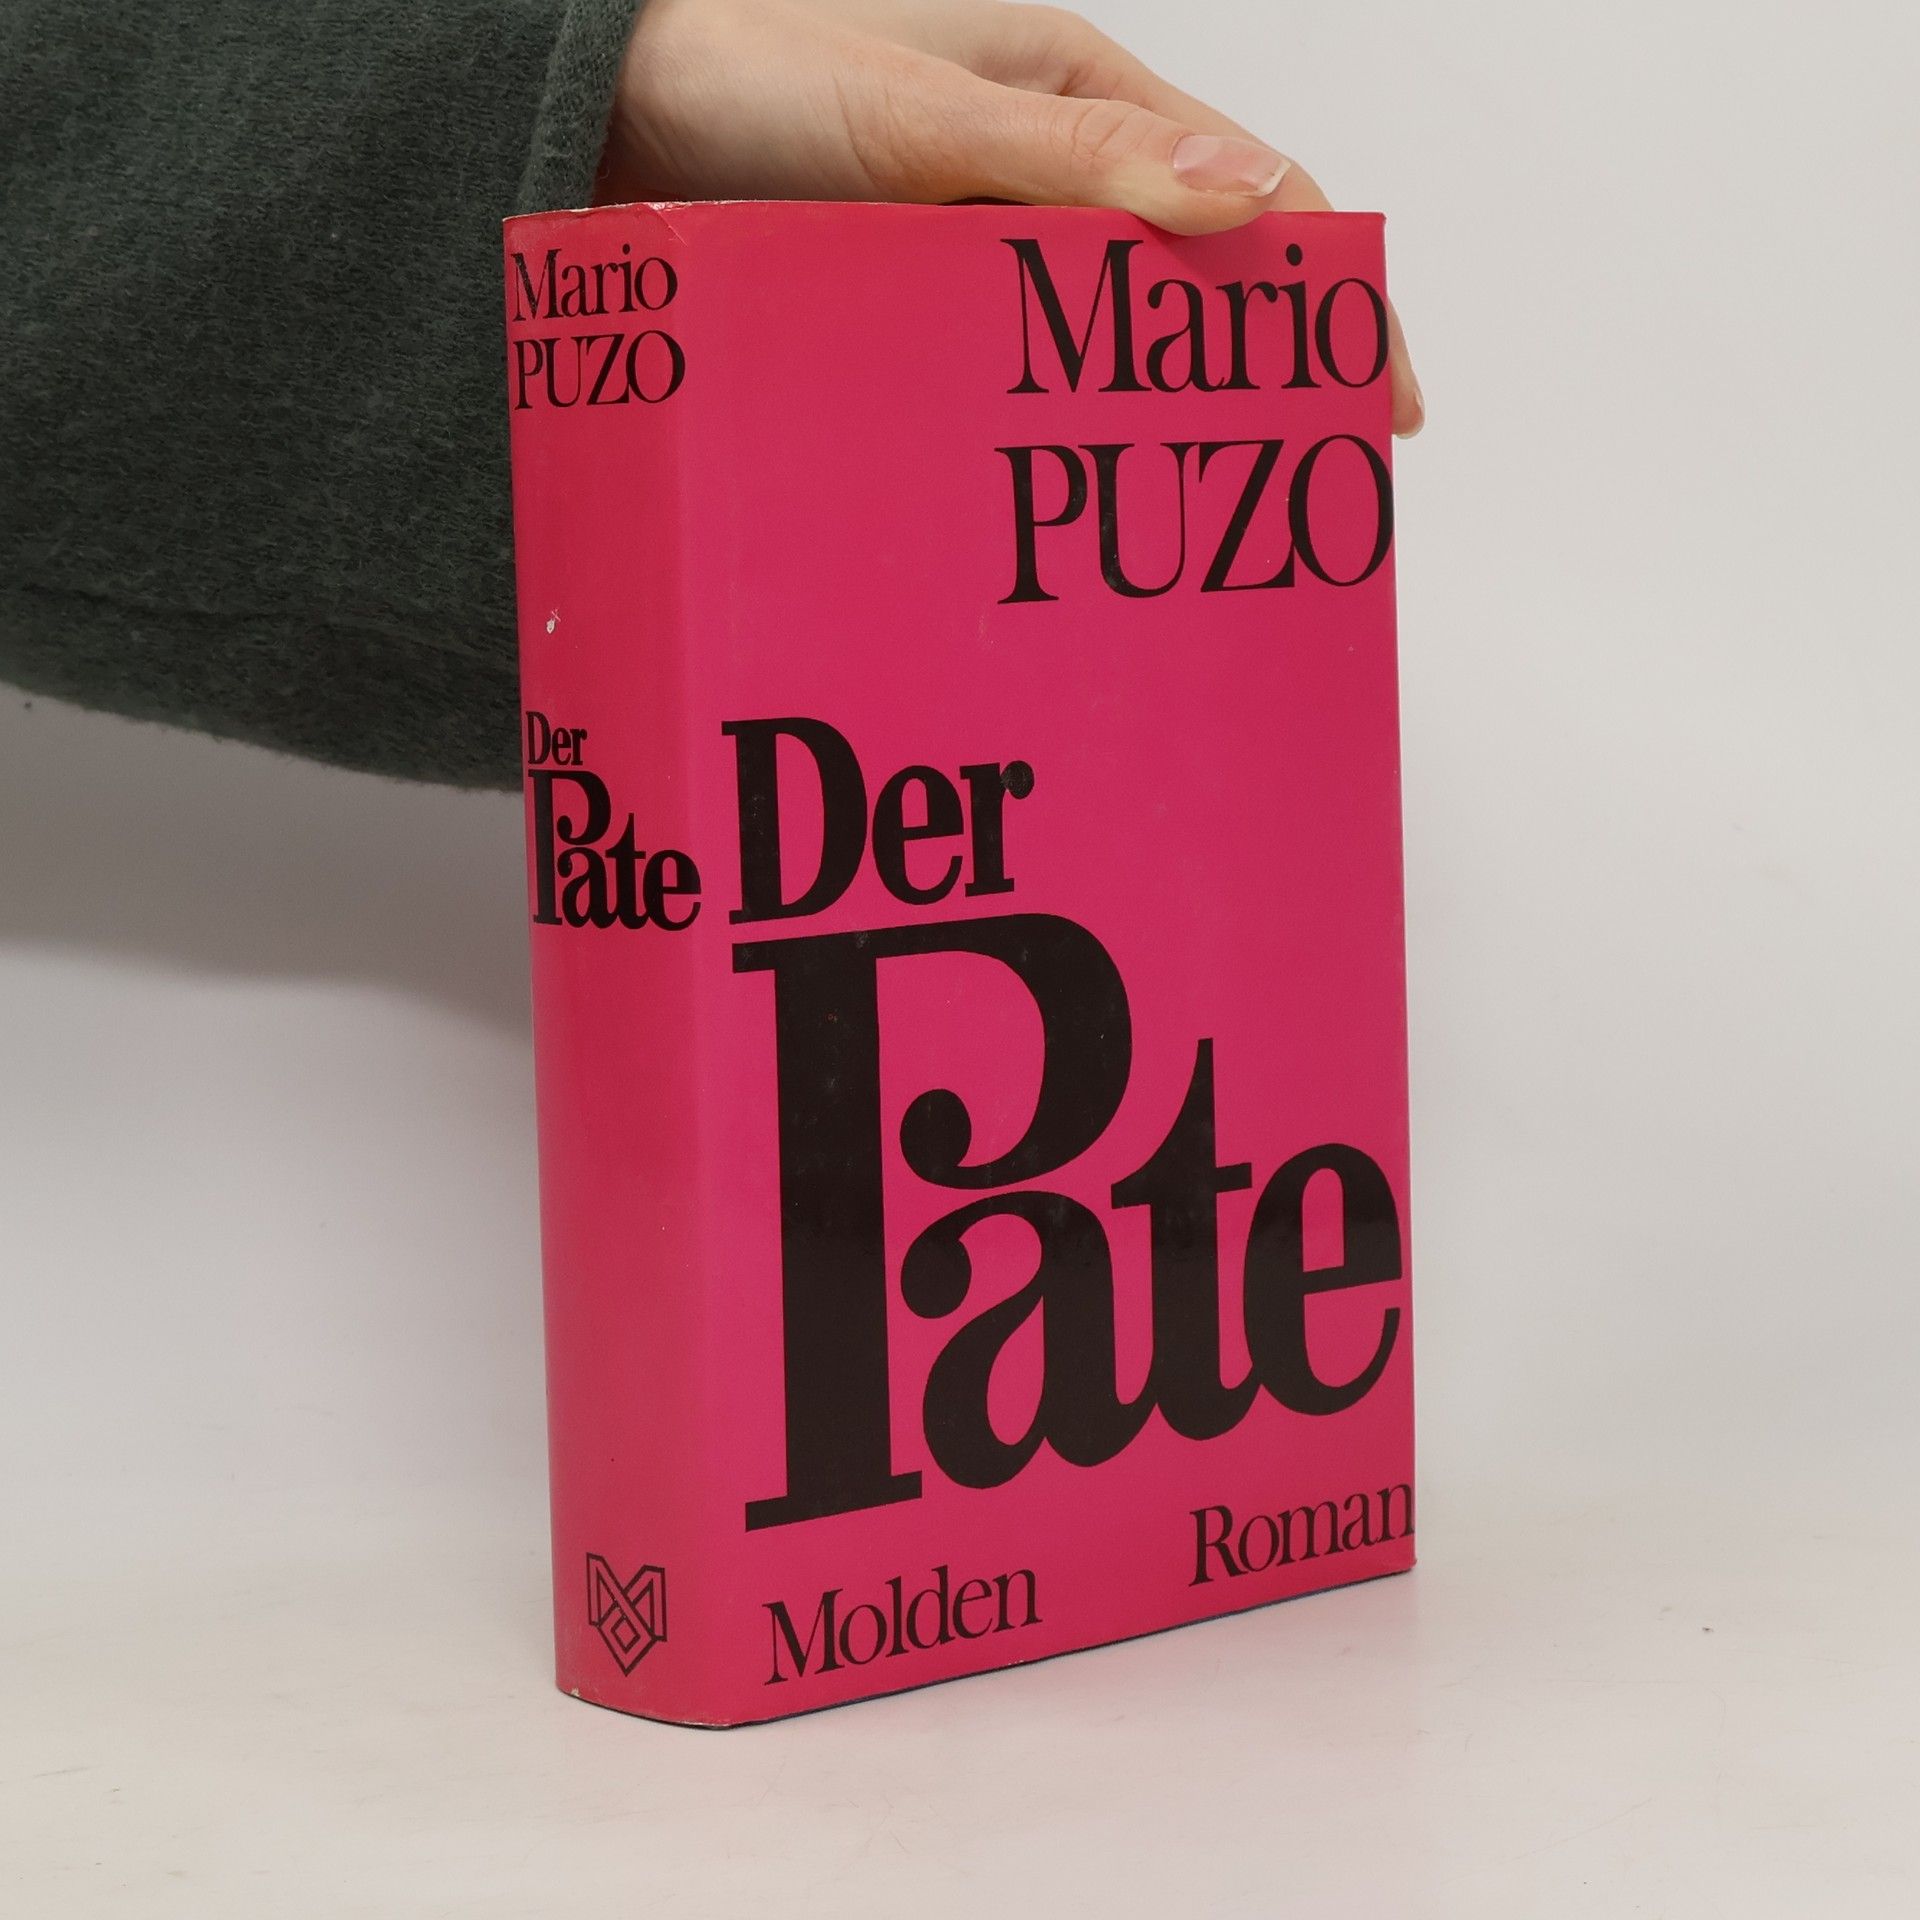 Mario
PUZO
Der
Pate
Mario
PUZO
Der
Pate
Molden
Roman